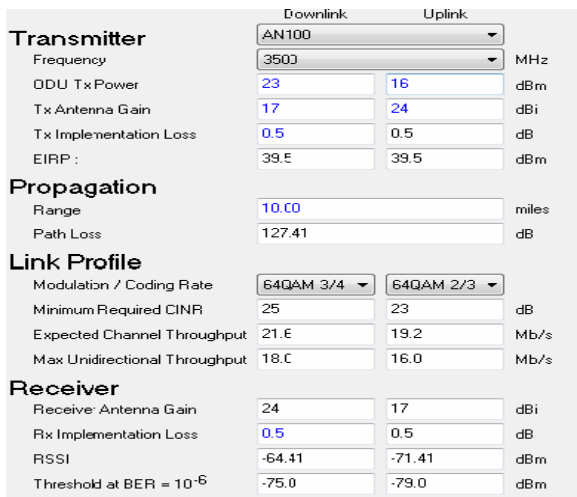 Downlink Uplink
Transmitter AN100
Frequency 3500 MHz
ODU Tx Power 23 16 dBm
Tx Antenna Gain 17 24 dBi
Tx Implementation Loss 0.5 0.5 dB
EIRP : 39.5 39.5 dBm
Propagation
Range 10.00 miles
Path Loss 127.41 dB
Link Profile
Modulation / Coding Rate 64QAM 3/4 64QAM 2/3
Minimum Required CINR 25 23 dB
Expected Channel Throughput 21.6 19.2 Mb/s
Max Unidirectional Throughput 18.0 16.0 Mb/s
Receiver
Receiver Antenna Gain 24 17 dBi
Rx Implementation Loss 0.5 0.5 dB
RSSI -64.41 -71.41 dBm
Threshold at BER = 10-6 -75.0 -79.0 dBm